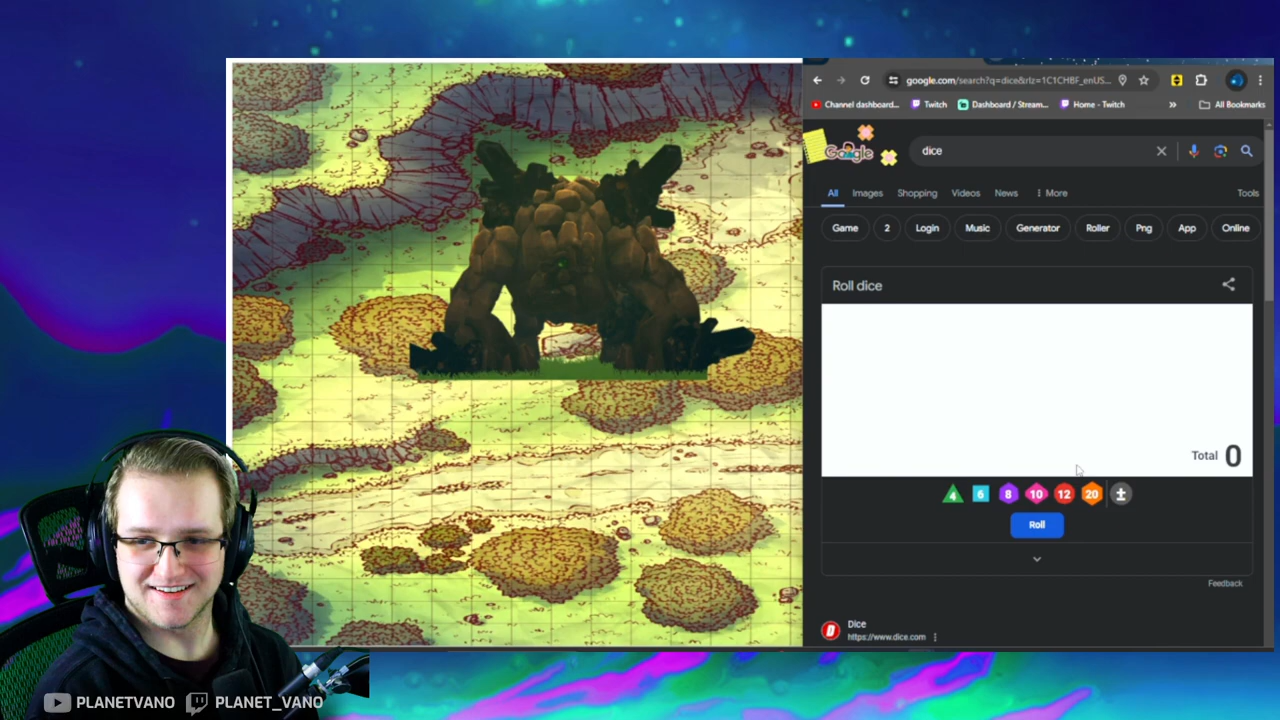 google.com/search?q=dice&rlz=1C1CHBF_enUS...
Channel dashboard...
Twitch
Dashboard / Stream...
Home - Twitch
»
All Bookmarks
Google
dice
All
Images
Shopping
Videos
News
More
Tools
Game
2
Login
Music
Generator
Roller
Png
App
Online
Roll dice
Total 0
4 6 8 10 12 20 ±
Roll
Feedback
D
Dice
https://www.dice.com
PLANETVANO
PLANET_VANO